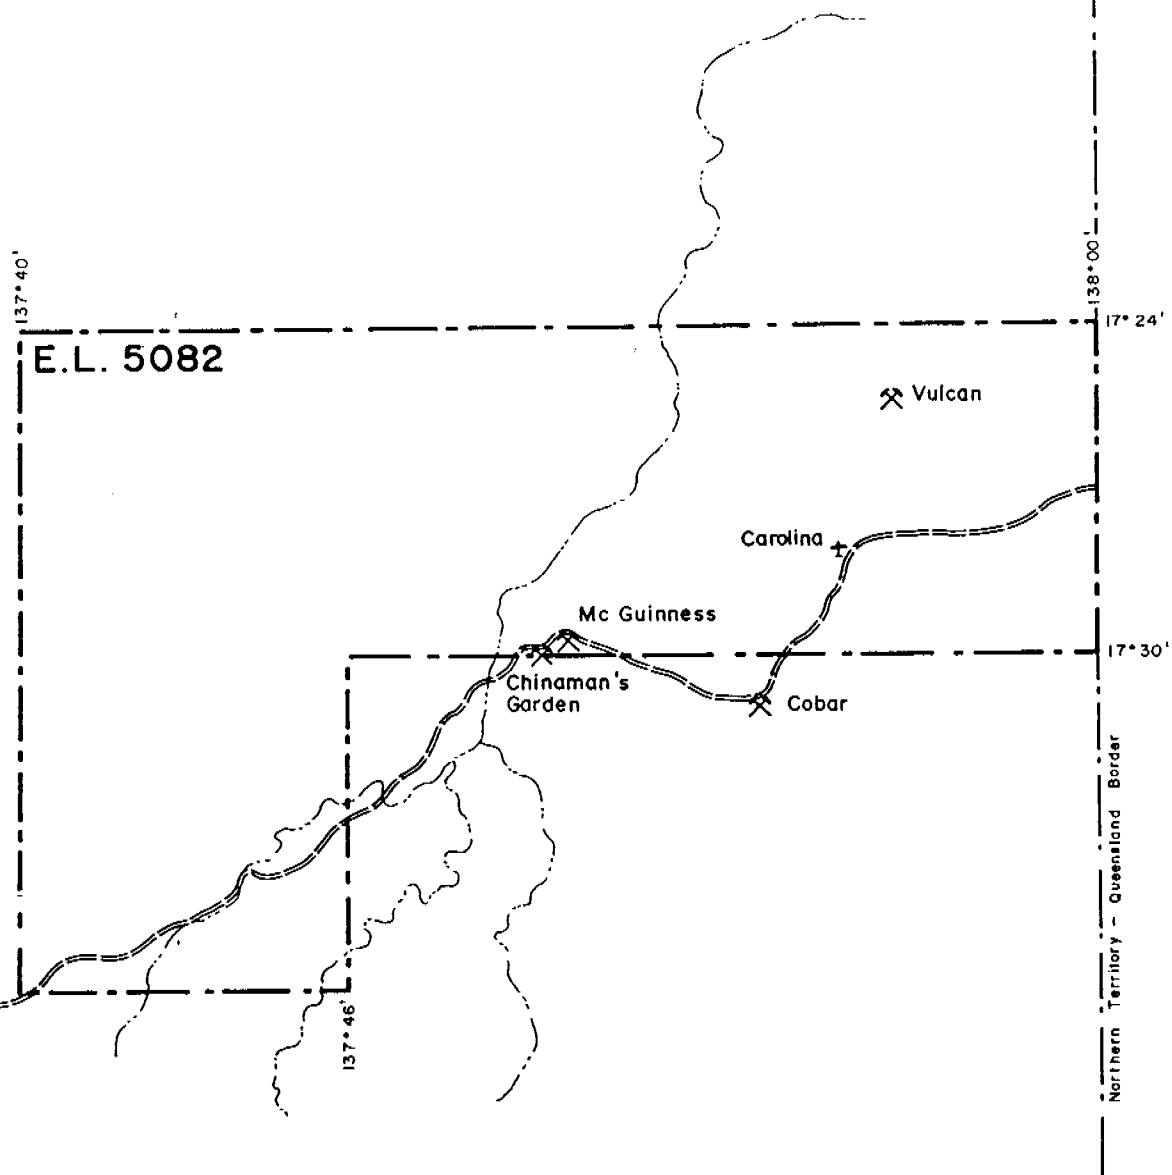 137°40'
138°00'
17° 24'
E.L. 5082
Vulcan
Carolina
Mc Guinness
17°30'
Chinaman's
Garden
Cobar
137°46'
Northern Territory - Queensland Border